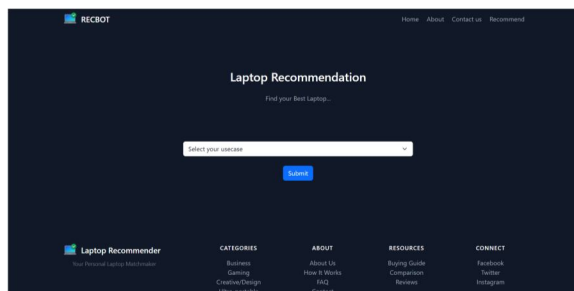 RECBOT
Home About Contact us Recommend
Laptop Recommendation
Find your Best Laptop...
Select your usecase
Submit
Laptop Recommender
Your Personal Laptop Matchmaker
CATEGORIES
Business
Gaming
Creative/Design
ABOUT
About Us
How It Works
FAQ
RESOURCES
Buying Guide
Comparison
Reviews
CONNECT
Facebook
Twitter
Instagram